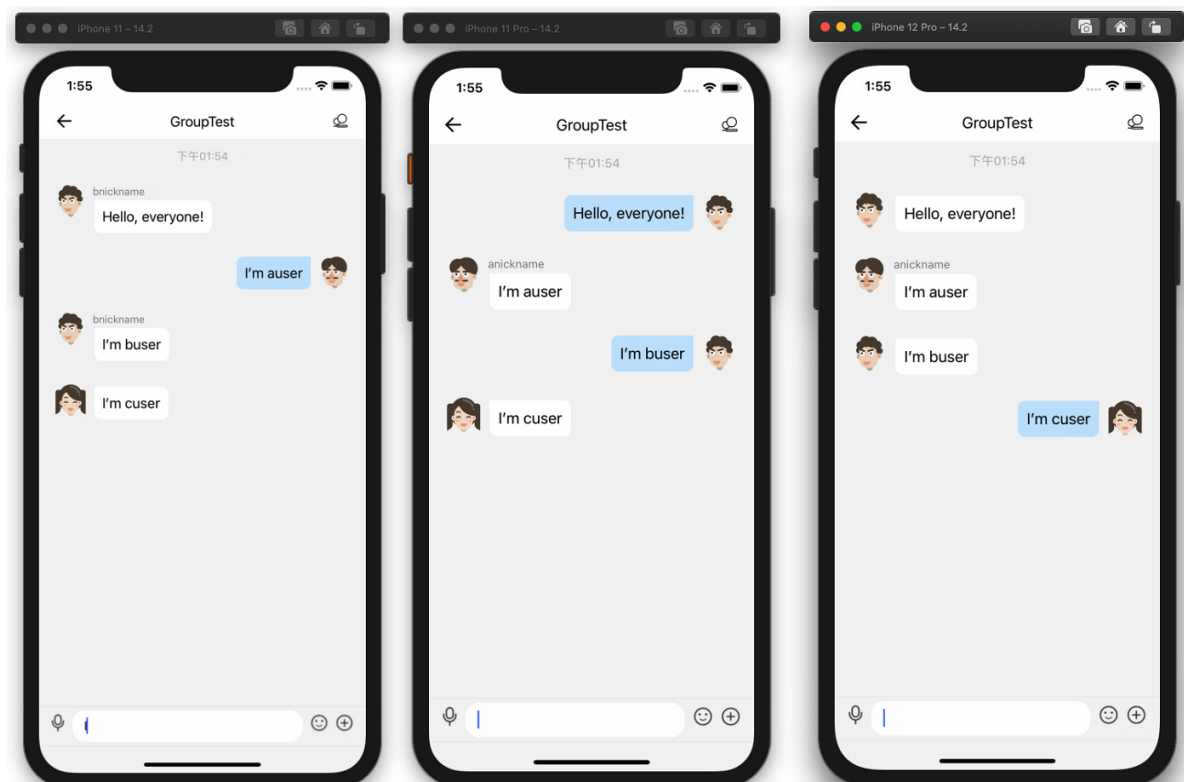 iPhone 11 – 14.2
1:55
GroupTest
下午01:54
bnickname
Hello, everyone!
I'm auser
bnickname
I'm buser
I'm cuser
iPhone 11 Pro – 14.2
1:55
GroupTest
下午01:54
Hello, everyone!
anickname
I'm auser
I'm buser
I'm cuser
iPhone 12 Pro – 14.2
1:55
GroupTest
下午01:54
Hello, everyone!
anickname
I'm auser
I'm buser
I'm cuser